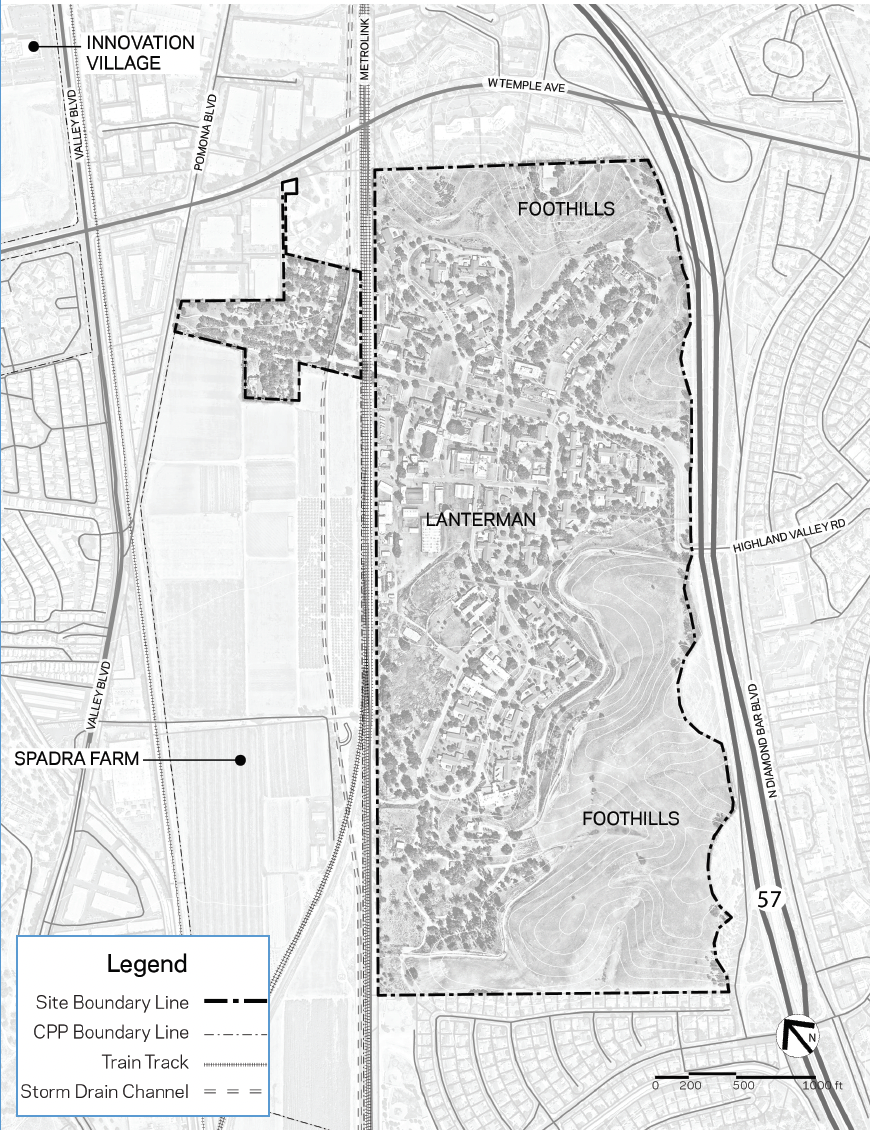 INNOVATION
VILLAGE
METROLINK
W TEMPLE AVE
VALLEY BLVD
POMONA BLVD
FOOTHILLS
LANTERMAN
HIGHLAND VALLEY RD
VALLEY BLVD
N DIAMOND BAR BLVD
SPADRA FARM
FOOTHILLS
57
Legend
Site Boundary Line
CPP Boundary Line
Train Track
Storm Drain Channel
N
0 200 500 1000 ft